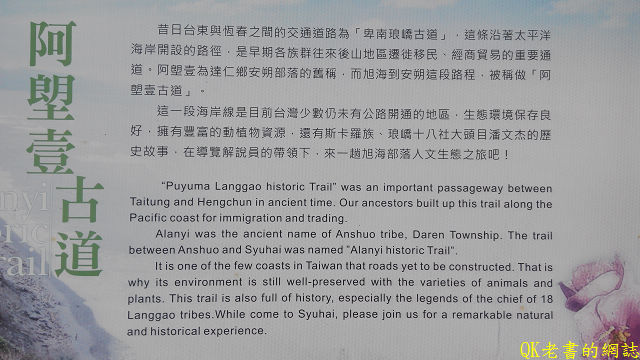 阿塱壹古道
anyi
oric
rail
昔日台東與恆春之間的交通道路為「卑南琅嶠古道」，這條沿著太平洋
海岸開設的路徑，是早期各族群往來後山地區遷徙移民、經商貿易的重要通
道。阿塱壹為達仁鄉安朔部落的舊稱，而旭海到安朔這段路程，被稱做「阿
塱壹古道」。
這一段海岸線是目前台灣少數仍未有公路開通的地區，生態環境保存良
好，擁有豐富的動植物資源，還有斯卡羅族、琅嶠十八社大頭目潘文杰的歷
史故事，在導覽解說員的帶領下，來一趟旭海部落人文生態之旅吧！
"Puyuma Langgao historic Trail" was an important passageway between
Taitung and Hengchun in ancient time. Our ancestors built up this trail along the
Pacific coast for immigration and trading.
Alanyi was the ancient name of Anshuo tribe, Daren Township. The trail
between Anshuo and Syuhai was named "Alanyi historic Trail".
It is one of the few coasts in Taiwan that roads yet to be constructed. That is
why its environment is still well-preserved with the varieties of animals and
plants. This trail is also full of history, especially the legends of the chief of 18
Langgao tribes.While come to Syuhai, please join us for a remarkable natural
and historical experience.
QK老書的網誌